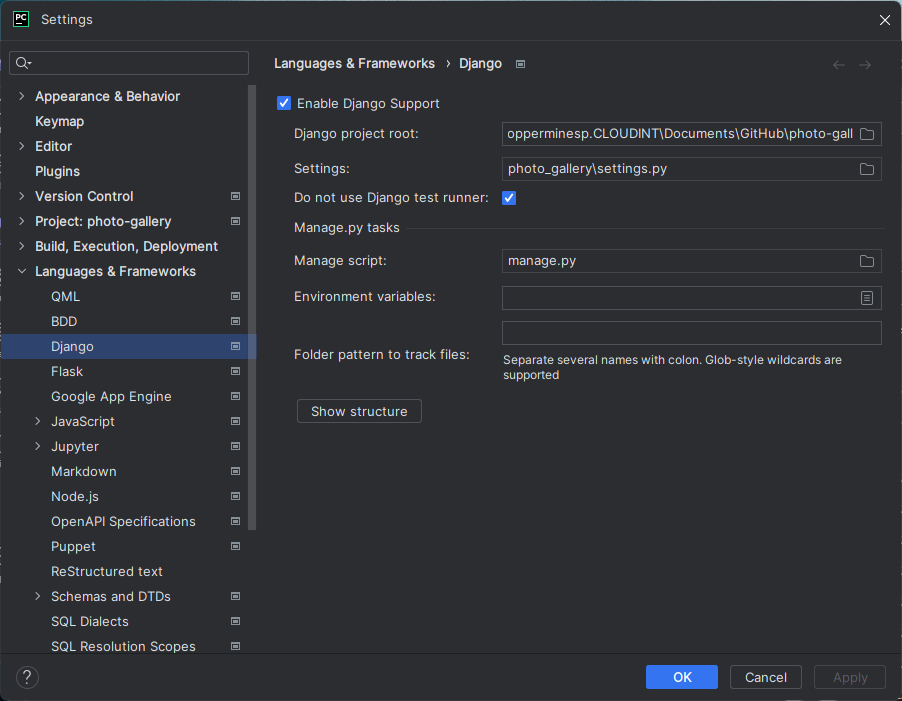 PC Settings
Languages & Frameworks › Django
Appearance & Behavior
Keymap
Editor
Plugins
Version Control
Project: photo-gallery
Build, Execution, Deployment
Languages & Frameworks
QML
BDD
Django
Flask
Google App Engine
JavaScript
Jupyter
Markdown
Node.js
OpenAPI Specifications
Puppet
ReStructured text
Schemas and DTDs
SQL Dialects
SQL Resolution Scopes
Enable Django Support
Django project root: opperminesp.CLOUDINT\Documents\GitHub\photo-gall
Settings: photo_gallery\settings.py
Do not use Django test runner:
Manage.py tasks
Manage script: manage.py
Environment variables:
Folder pattern to track files:
Separate several names with colon. Glob-style wildcards are
supported
Show structure
? OK Cancel Apply